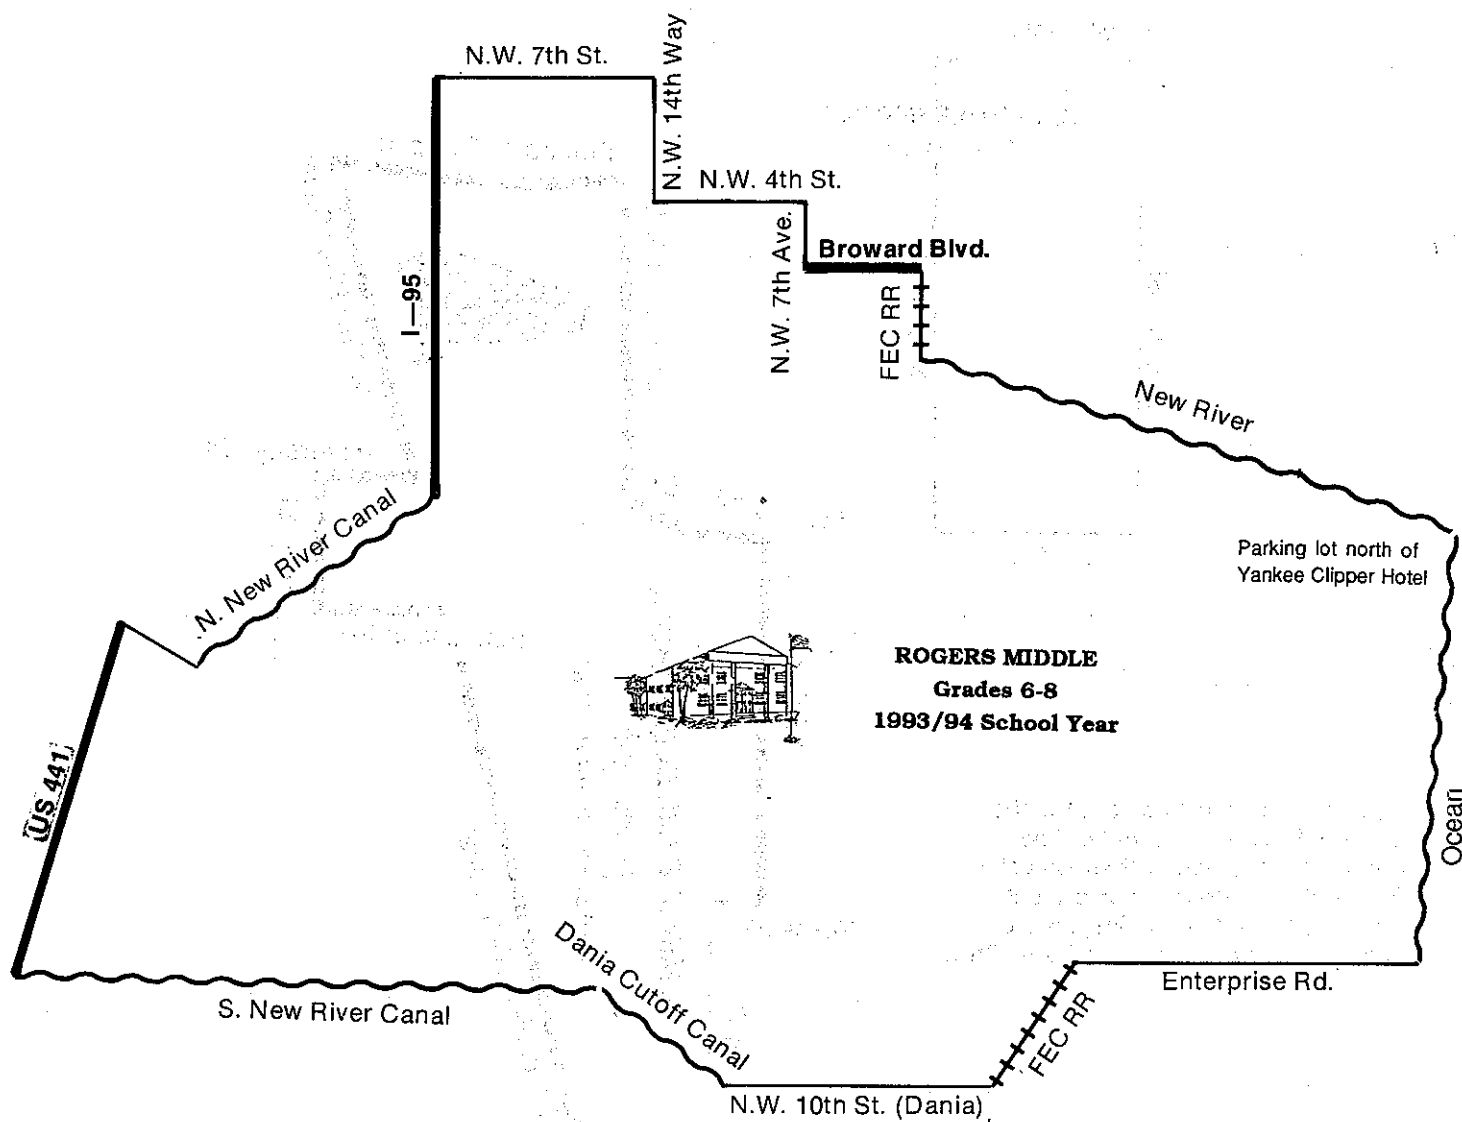 N.W. 7th St.
N.W. 14th Way
N.W. 4th St.
N.W. 7th Ave.
Broward Blvd.
I—95
FEC RR
New River
N. New River Canal
Parking lot north of
Yankee Clipper Hotel
ROGERS MIDDLE
Grades 6-8
1993/94 School Year
US 441
Ocean
Dania Cutoff Canal
Enterprise Rd.
S. New River Canal
FEC RR
N.W. 10th St. (Dania)